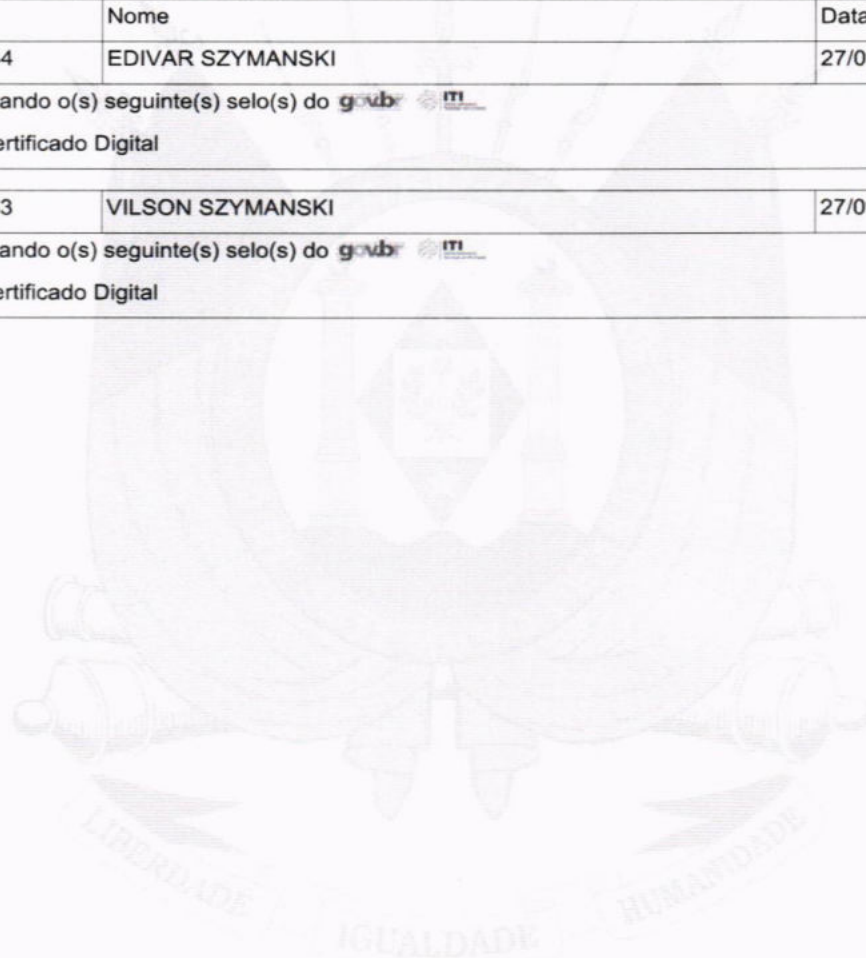 Nome Data
4 EDIVAR SZYMANSKI 27/0
ando o(s) seguinte(s) selo(s) do gov.br ITI
ertificado Digital
3 VILSON SZYMANSKI 27/0
ando o(s) seguinte(s) selo(s) do gov.br ITI
ertificado Digital
LIBERDADE IGUALDADE HUMANIDADE